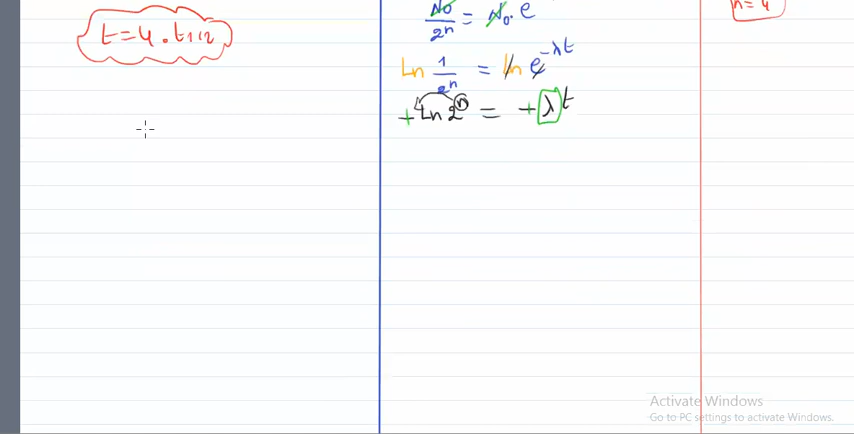 t = 4 . t1/2
N0/2^n = N0 . e
Ln 1/2^n = ln e^-λt
+ Ln 2^n = + λ t
n = 4
Activate Windows
Go to PC settings to activate Windows.